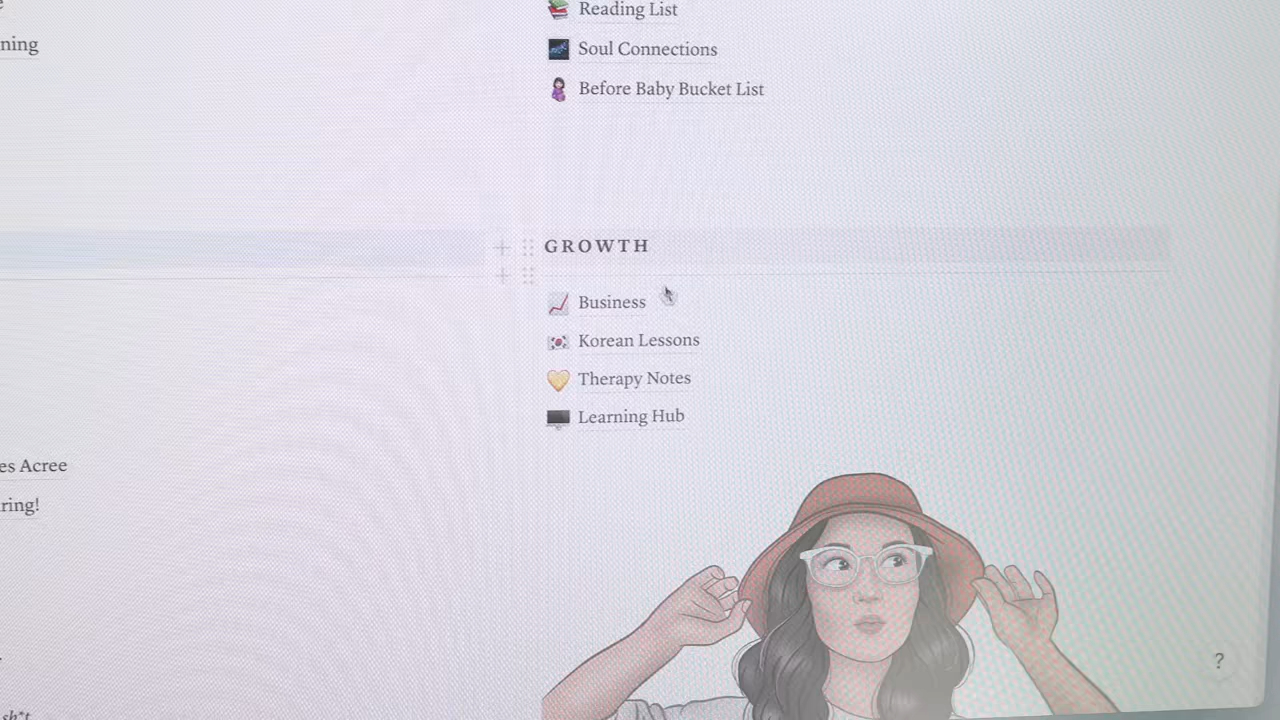 ning
es Acree
ring!
sh*t
Reading List
Soul Connections
Before Baby Bucket List
GROWTH
Business
Korean Lessons
Therapy Notes
Learning Hub
?